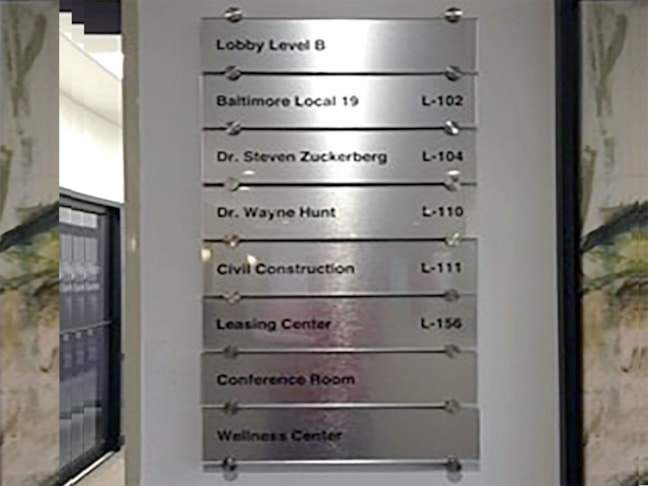 Lobby Level B
Baltimore Local 19 L-102
Dr. Steven Zuckerberg L-104
Dr. Wayne Hunt L-110
Civil Construction L-111
Leasing Center L-156
Conference Room
Wellness Center